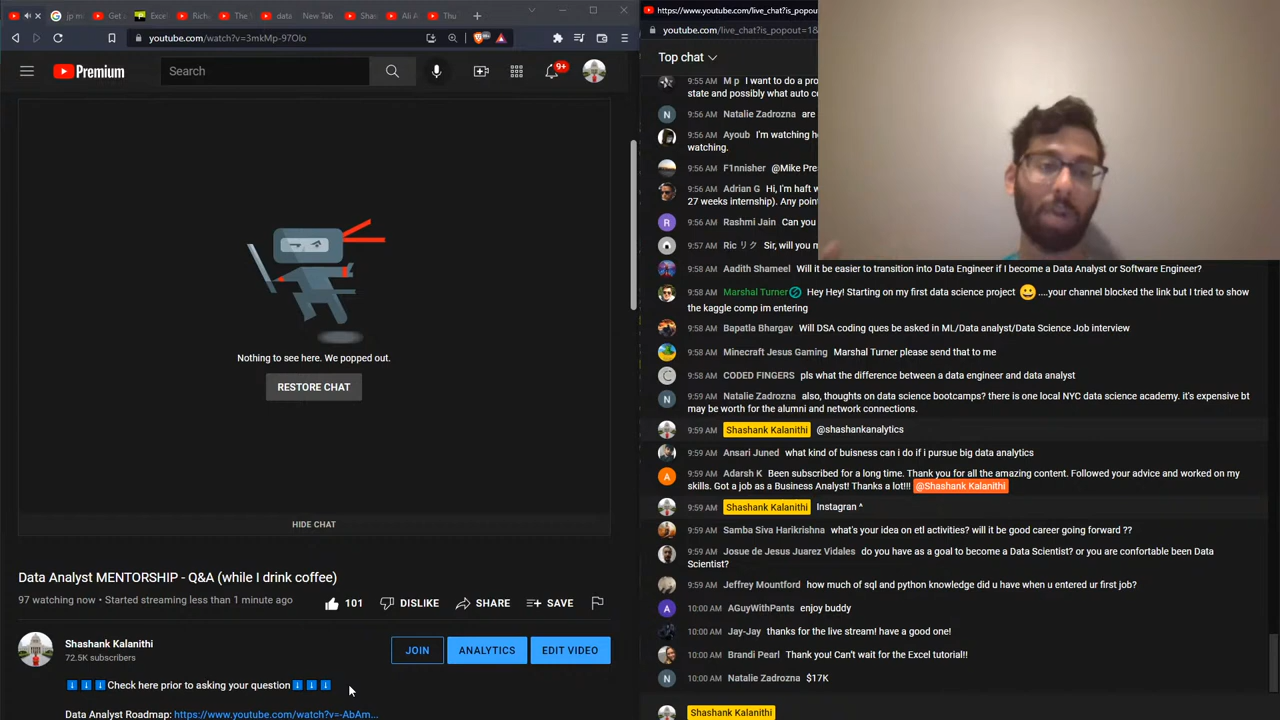 jp m
Get
Excel
Rich
The
data
New Tab
Shas
Ali A
Thu
youtube.com/watch?v=3mkMp-97Olo
Premium
Search
9+
Nothing to see here. We popped out.
RESTORE CHAT
HIDE CHAT
Data Analyst MENTORSHIP - Q&A (while I drink coffee)
97 watching now • Started streaming less than 1 minute ago
101
DISLIKE
SHARE
SAVE
Shashank Kalanithi
72.5K subscribers
JOIN
ANALYTICS
EDIT VIDEO
Check here prior to asking your question
Data Analyst Roadmap: https://www.youtube.com/watch?v=-AbAm...
https://www.youtube.com/live_chat?is_popout=
youtube.com/live_chat?is_popout=1&
Top chat
9:55 AM M p I want to do a pro
state and possibly what auto co
9:56 AM Natalie Zadrozna are
9:56 AM Ayoub I'm watching he
watching.
9:56 AM F1nnisher @Mike Pre
9:56 AM Adrian G Hi, I'm haft w
27 weeks internship). Any point
9:56 AM Rashmi Jain Can you
9:57 AM Ric リク Sir, will you m
9:58 AM Aadith Shameel Will it be easier to transition into Data Engineer if I become a Data Analyst or Software Engineer?
9:58 AM Marshal Turner Hey Hey! Starting on my first data science project 😀 ....your channel blocked the link but I tried to show
the kaggle comp im entering
9:58 AM Bapatla Bhargav Will DSA coding ques be asked in ML/Data analyst/Data Science Job interview
9:58 AM Minecraft Jesus Gaming Marshal Turner please send that to me
9:58 AM CODED FINGERS pls what the difference between a data engineer and data analyst
9:59 AM Natalie Zadrozna also, thoughts on data science bootcamps? there is one local NYC data science academy. it's expensive bt
may be worth for the alumni and network connections.
9:59 AM Shashank Kalanithi @shashankanalytics
9:59 AM Ansari Juned what kind of buisness can i do if i pursue big data analytics
9:59 AM Adarsh K Been subscribed for a long time. Thank you for all the amazing content. Followed your advice and worked on my
skills. Got a job as a Business Analyst! Thanks a lot!!! @Shashank Kalanithi
9:59 AM Shashank Kalanithi Instagran ^
9:59 AM Samba Siva Harikrishna what's your idea on etl activities? will it be good career going forward ??
9:59 AM Josue de Jesus Juarez Vidales do you have as a goal to become a Data Scientist? or you are confortable been Data
Scientist?
9:59 AM Jeffrey Mountford how much of sql and python knowledge did u have when u entered ur first job?
10:00 AM AGuyWithPants enjoy buddy
10:00 AM Jay-Jay thanks for the live stream! have a good one!
10:00 AM Brandi Pearl Thank you! Can't wait for the Excel tutorial!!
10:00 AM Natalie Zadrozna $17K
Shashank Kalanithi